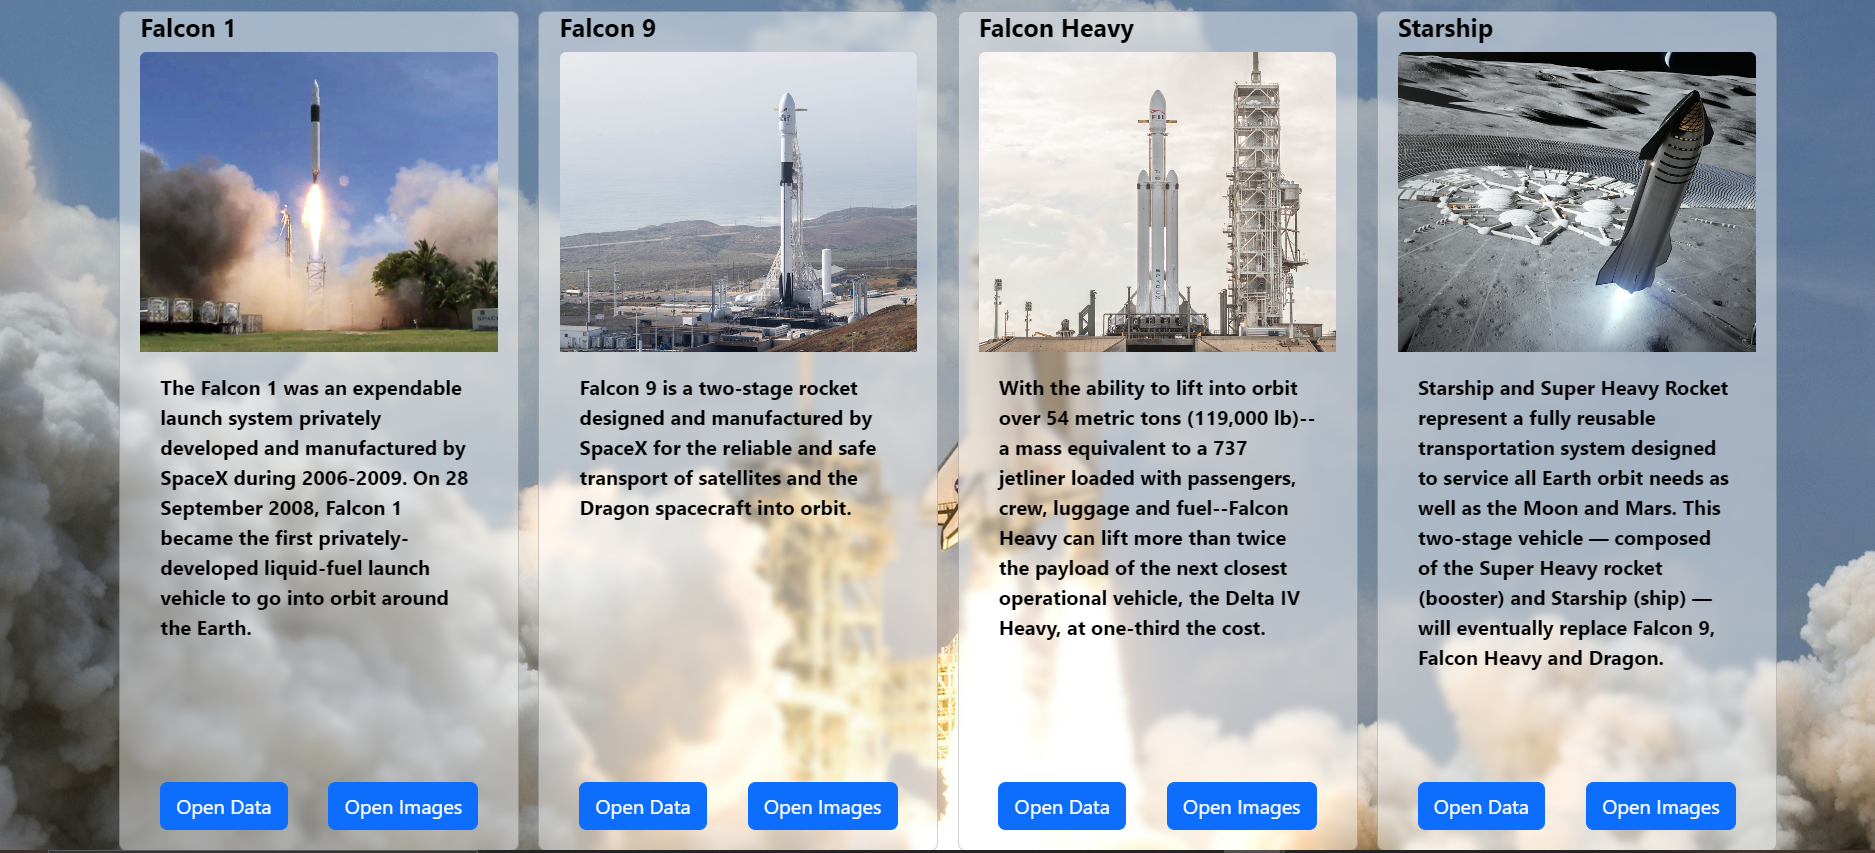 Falcon 1
The Falcon 1 was an expendable
launch system privately
developed and manufactured by
SpaceX during 2006-2009. On 28
September 2008, Falcon 1
became the first privately-
developed liquid-fuel launch
vehicle to go into orbit around
the Earth.
Open Data
Open Images
Falcon 9
Falcon 9 is a two-stage rocket
designed and manufactured by
SpaceX for the reliable and safe
transport of satellites and the
Dragon spacecraft into orbit.
Open Data
Open Images
Falcon Heavy
With the ability to lift into orbit
over 54 metric tons (119,000 lb)--
a mass equivalent to a 737
jetliner loaded with passengers,
crew, luggage and fuel--Falcon
Heavy can lift more than twice
the payload of the next closest
operational vehicle, the Delta IV
Heavy, at one-third the cost.
Open Data
Open Images
Starship
Starship and Super Heavy Rocket
represent a fully reusable
transportation system designed
to service all Earth orbit needs as
well as the Moon and Mars. This
two-stage vehicle — composed
of the Super Heavy rocket
(booster) and Starship (ship) —
will eventually replace Falcon 9,
Falcon Heavy and Dragon.
Open Data
Open Images